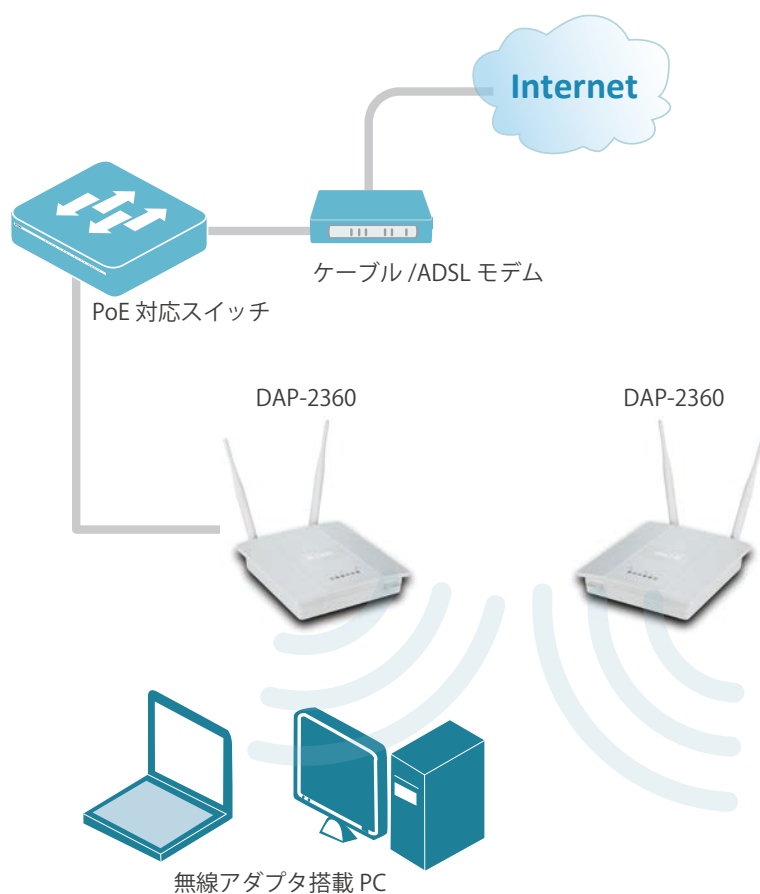 Internet
ケーブル /ADSL モデム
PoE 対応スイッチ
DAP-2360
DAP-2360
無線アダプタ搭載 PC